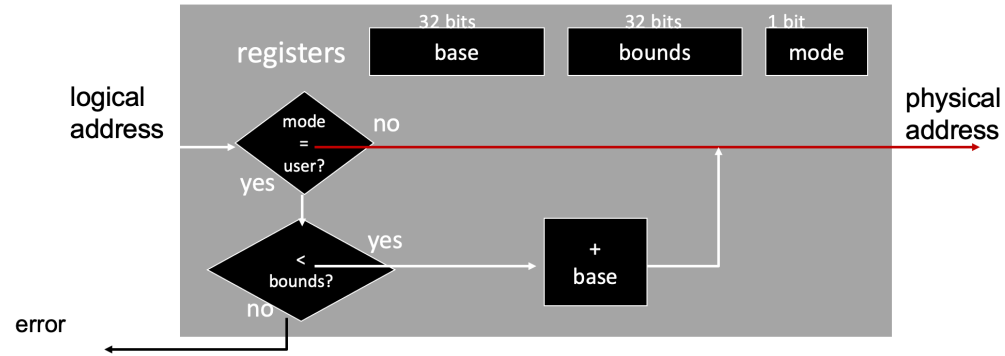 32 bits
32 bits
1 bit
registers
base
bounds
mode
logical
address
mode
=
user?
no
physical
address
yes
<
bounds?
yes
+
base
no
error